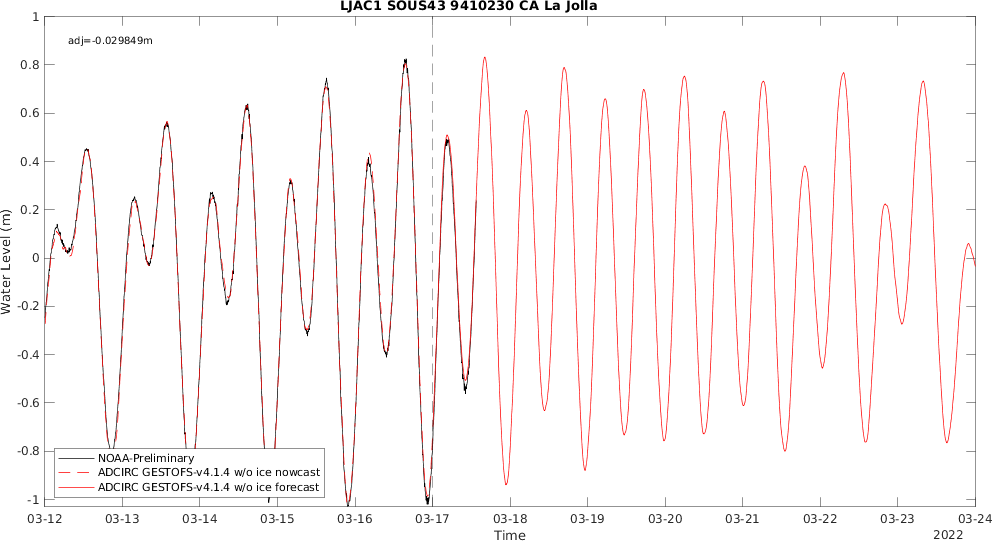 LJAC1 SOUS43 9410230 CA La Jolla
adj=-0.029849m
1
0.8
0.6
0.4
0.2
0
-0.2
-0.4
-0.6
-0.8
-1
Water Level (m)
NOAA-Preliminary
ADCIRC GESTOFS-v4.1.4 w/o ice nowcast
ADCIRC GESTOFS-v4.1.4 w/o ice forecast
03-12 03-13 03-14 03-15 03-16 03-17 03-18 03-19 03-20 03-21 03-22 03-23 03-24
Time
2022